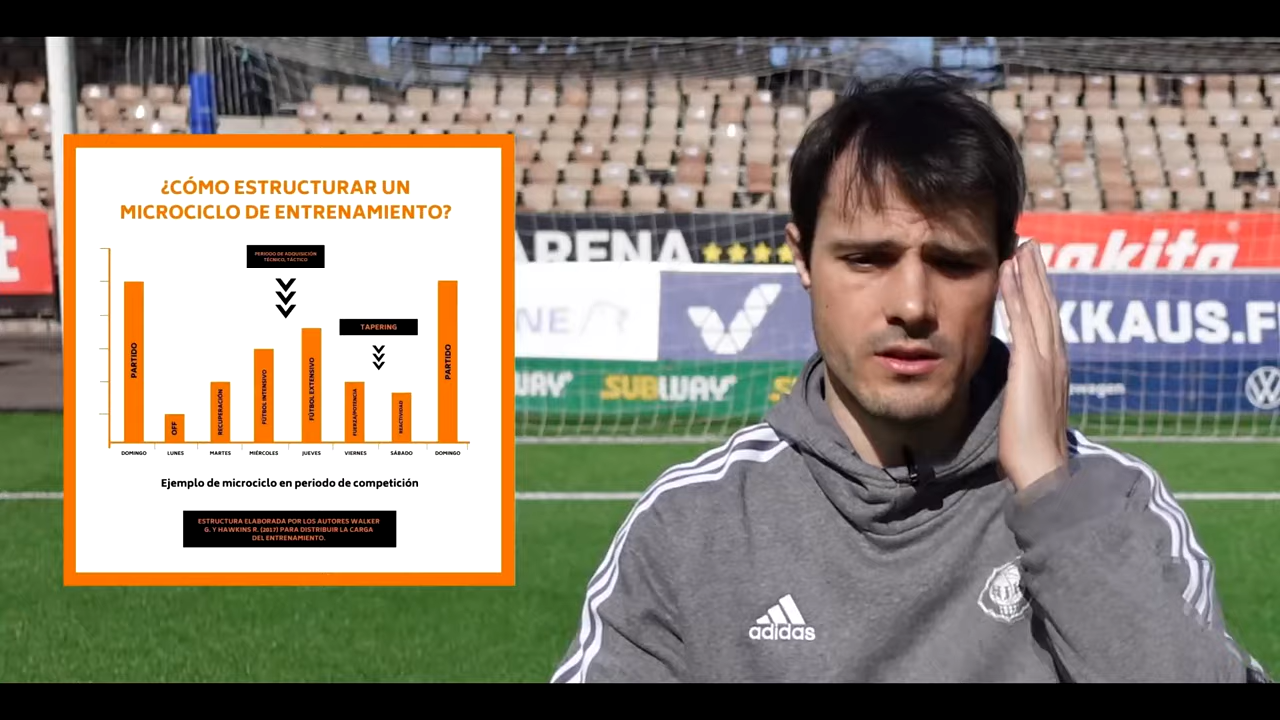 ¿CÓMO ESTRUCTURAR UN
MICROCICLO DE ENTRENAMIENTO?
PERIODO DE ADQUISICIÓN
TÉCNICO, TÁCTICO
TAPERING
PARTIDO
OFF
RECUPERACIÓN
FÚTBOL INTENSIVO
FÚTBOL EXTENSIVO
FUERZA/POTENCIA
REACTIVIDAD
PARTIDO
DOMINGO
LUNES
MARTES
MIÉRCOLES
JUEVES
VIERNES
SÁBADO
DOMINGO
Ejemplo de microciclo en periodo de competición
ESTRUCTURA ELABORADA POR LOS AUTORES WALKER
G. Y HAWKINS R. (2017) PARA DISTRIBUIR LA CARGA
DEL ENTRENAMIENTO.
ARENA
makita
NE
KKAUS.F
WAY
SUBWAY
adidas